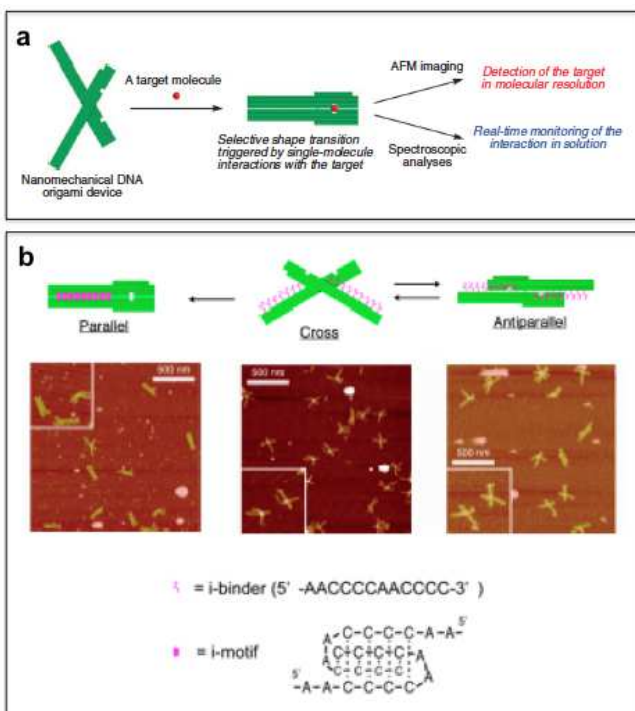 a
A target molecule
AFM imaging
Detection of the target
in molecular resolution
Selective shape transition
triggered by single-molecule
interactions with the target
Spectroscopic
analyses
Real-time monitoring of the
interaction in solution
Nanomechanical DNA
origami device
b
Parallel
Cross
Antiparallel
500 nm
500 nm
500 nm
= i-binder (5' -AACCCCAACCCC-3' )
= i-motif
5'
A-C-C-C-C-A-A
A C-C-C-C-A
C-C-C-C A
5'
A-A-C-C-C-C